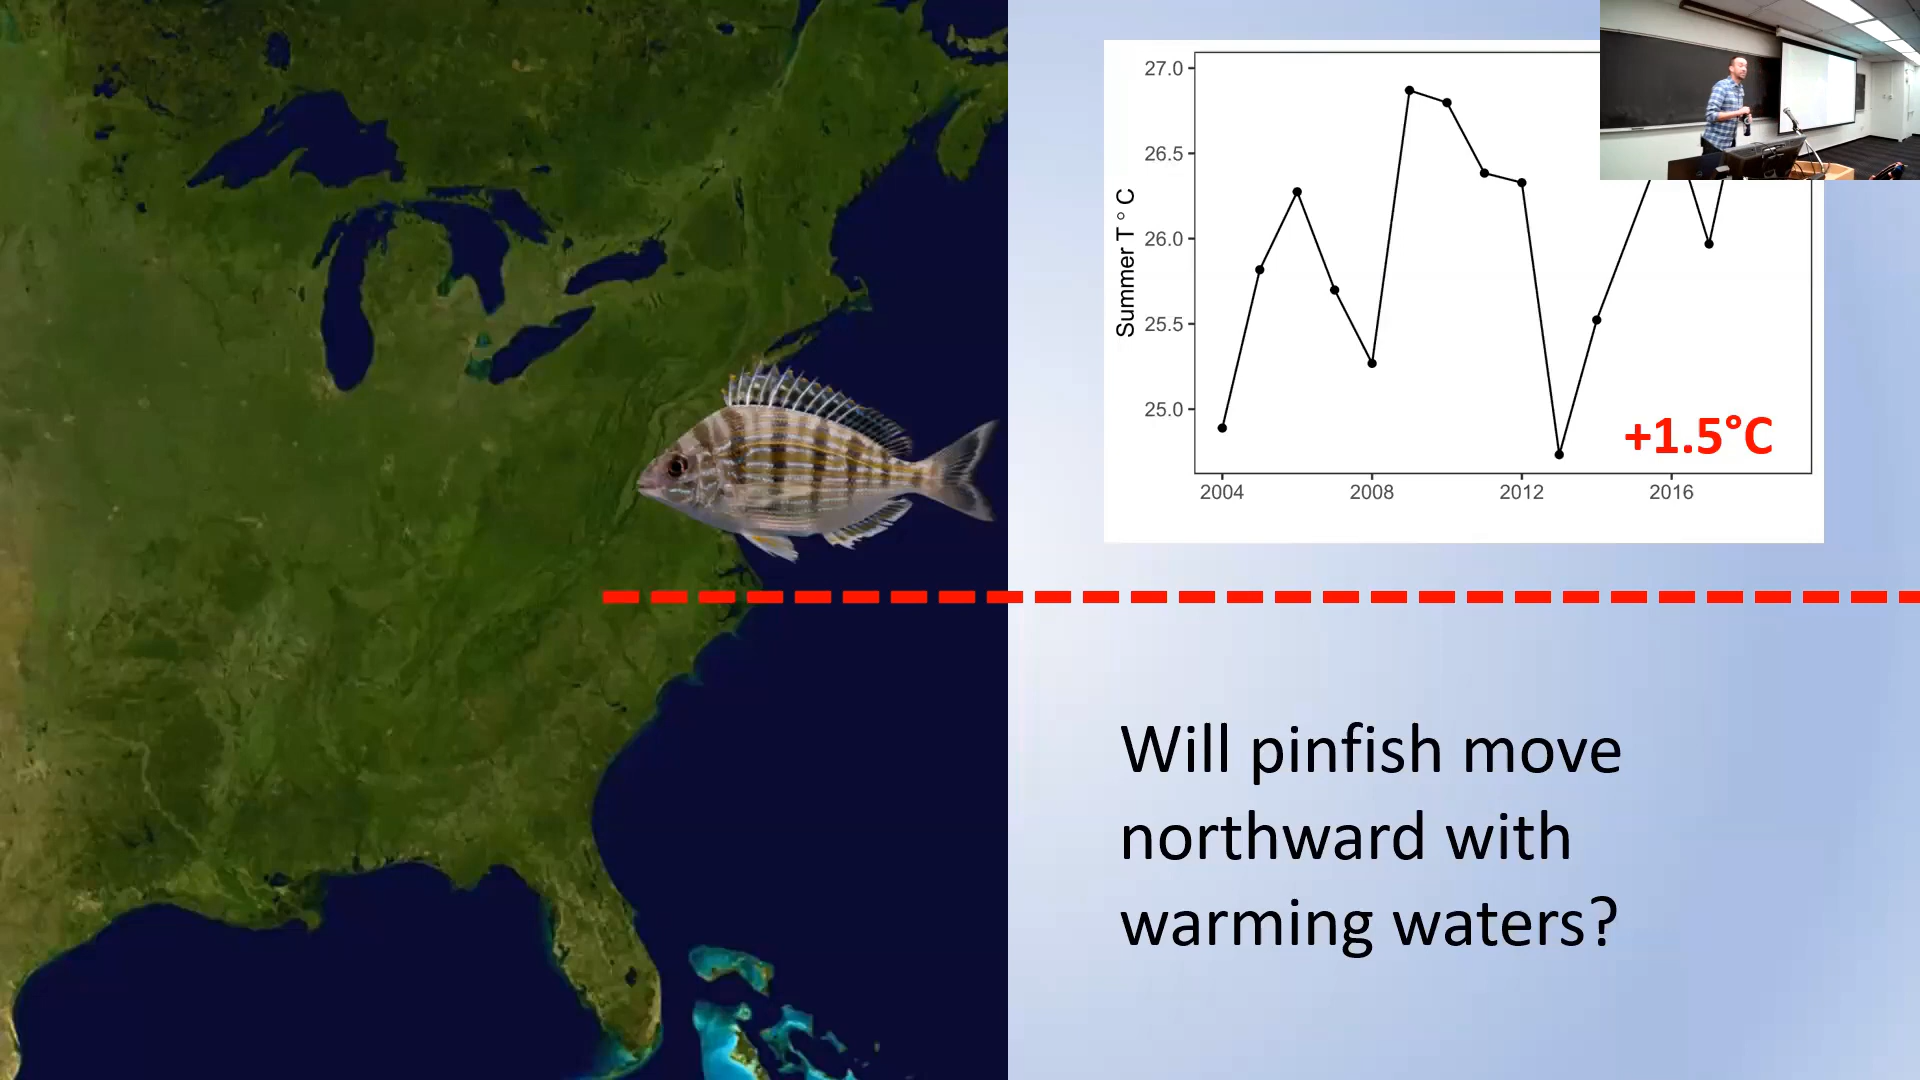 27.0
26.5
26.0
25.5
25.0
Summer T ° C
2004 2008 2012 2016
+1.5°C
Will pinfish move
northward with
warming waters?